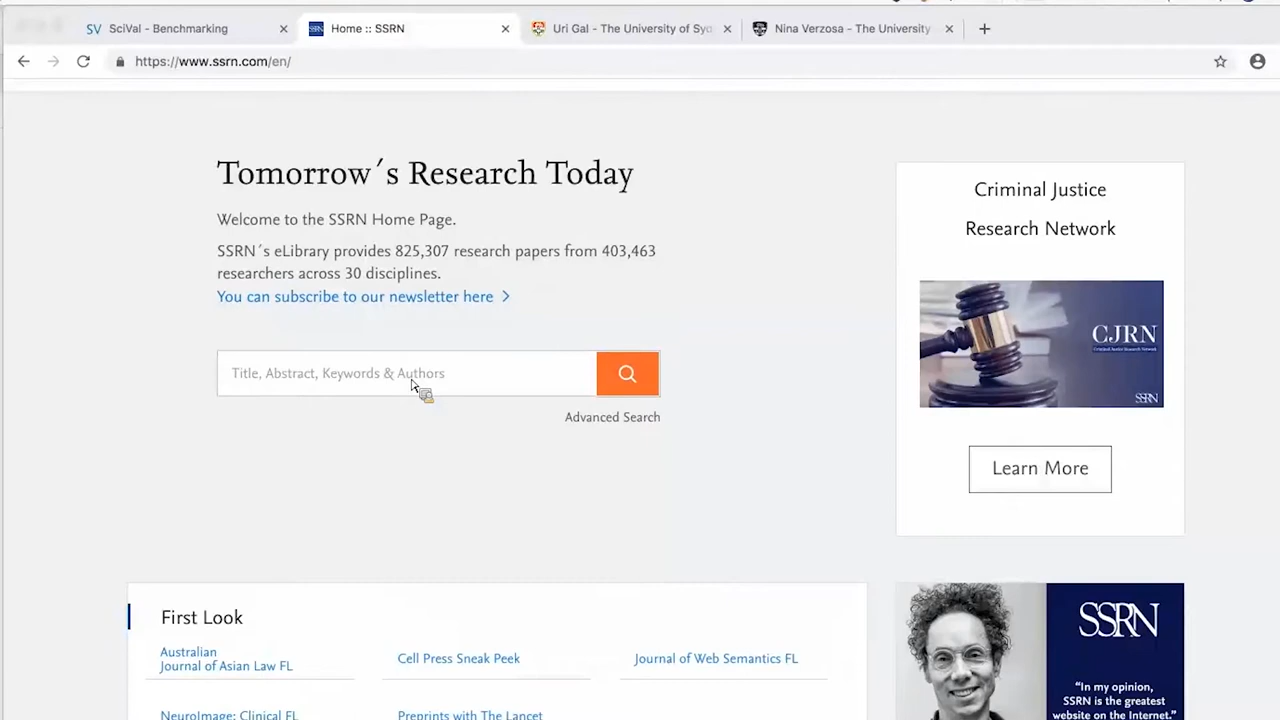 SV SciVal - Benchmarking
SSRN Home :: SSRN
Uri Gal - The University of Syd
Nina Verzosa - The University
https://www.ssrn.com/en/
Tomorrow´s Research Today
Welcome to the SSRN Home Page.
SSRN´s eLibrary provides 825,307 research papers from 403,463
researchers across 30 disciplines.
You can subscribe to our newsletter here
Title, Abstract, Keywords & Authors
Advanced Search
Criminal Justice
Research Network
CJRN
Criminal Justice Research Network
SSRN
Learn More
First Look
Australian
Journal of Asian Law FL
Cell Press Sneak Peek
Journal of Web Semantics FL
NeuroImage: Clinical FL
Preprints with The Lancet
SSRN
“In my opinion,
SSRN is the greatest
website on the Internet.”